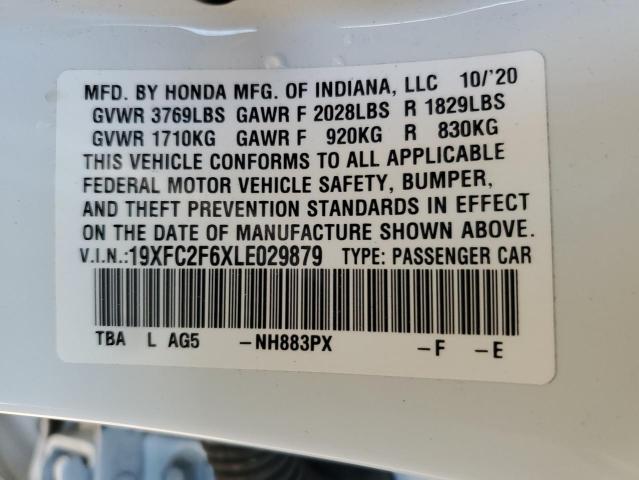 MFD. BY HONDA MFG. OF INDIANA, LLC 10/'20
GVWR 3769LBS GAWR F 2028LBS R 1829LBS
GVWR 1710KG GAWR F 920KG R 830KG
THIS VEHICLE CONFORMS TO ALL APPLICABLE
FEDERAL MOTOR VEHICLE SAFETY, BUMPER,
AND THEFT PREVENTION STANDARDS IN EFFECT
ON THE DATE OF MANUFACTURE SHOWN ABOVE.
V.I.N.:19XFC2F6XLE029879 TYPE: PASSENGER CAR
TBA L AG5 -NH883PX -F -E